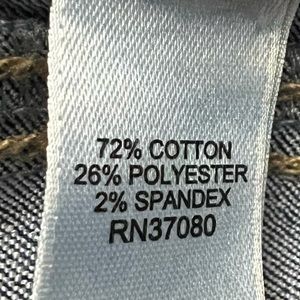 72% COTTON
26% POLYESTER
2% SPANDEX
RN37080